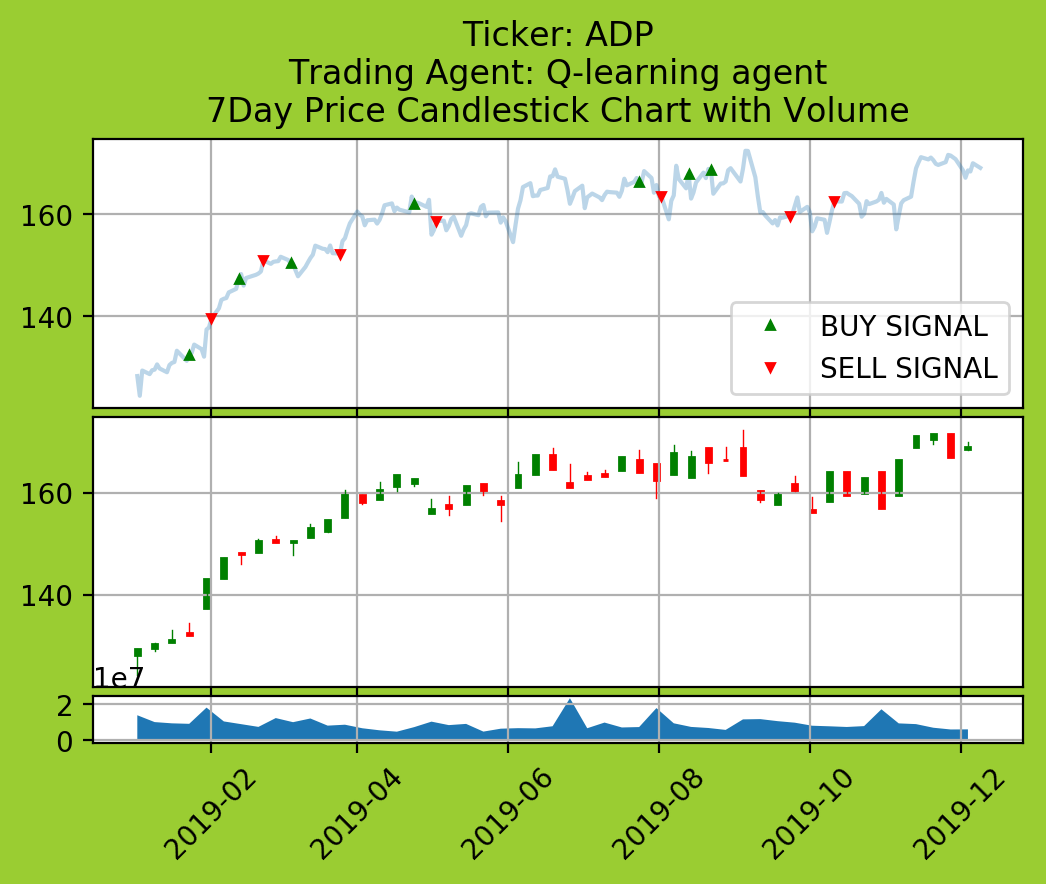 Ticker: ADP
Trading Agent: Q-learning agent
7Day Price Candlestick Chart with Volume
160
140
BUY SIGNAL
SELL SIGNAL
160
140
1e7
2
0
2019-02
2019-04
2019-06
2019-08
2019-10
2019-12